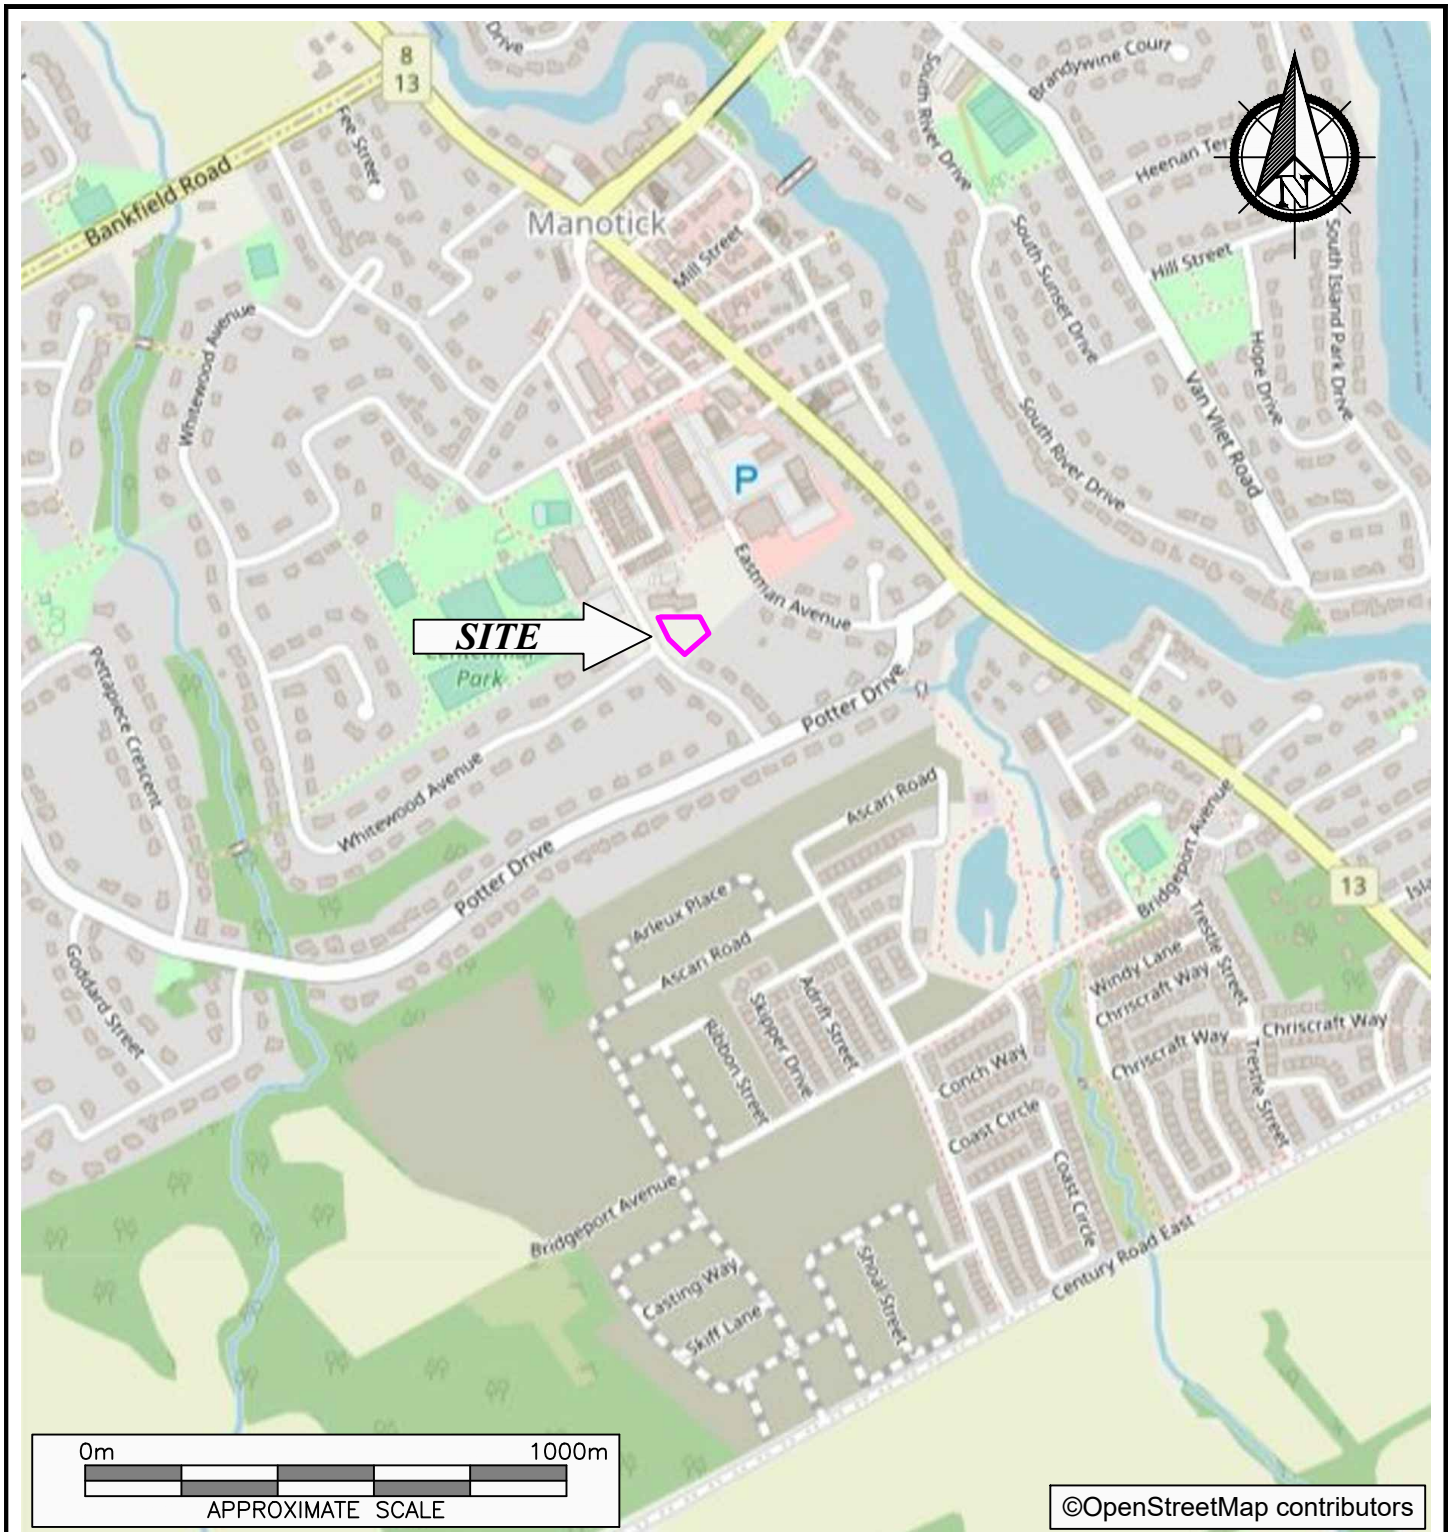 Drive
8
13
Fee Street
Bankfield Road
Manotick
Mill Street
South River Drive
Brandywine Court
Heenan Ter
N
South Sunset Drive
Hill Street
South Island Park Drive
Hope Drive
Van Vliet Road
South River Drive
Whitewood Avenue
P
Eastman Avenue
SITE
Park
Potter Drive
Pettapiece Crescent
Whitewood Avenue
Potter Drive
Ascari Road
Bridgeport Avenue
13
Isla
Arleux Place
Ascari Road
Goddard Street
Skipper Drive
Adrift Street
Ribbon Street
Windy Lane
Trestle Street
Chriscraft Way
Chriscraft Way
Chriscraft Way
Trestle Street
Conch Way
Coast Circle
Coast Circle
Bridgeport Avenue
Century Road East
Casting Way
Skiff Lane
Shoal Street
0m 1000m
APPROXIMATE SCALE
©OpenStreetMap contributors